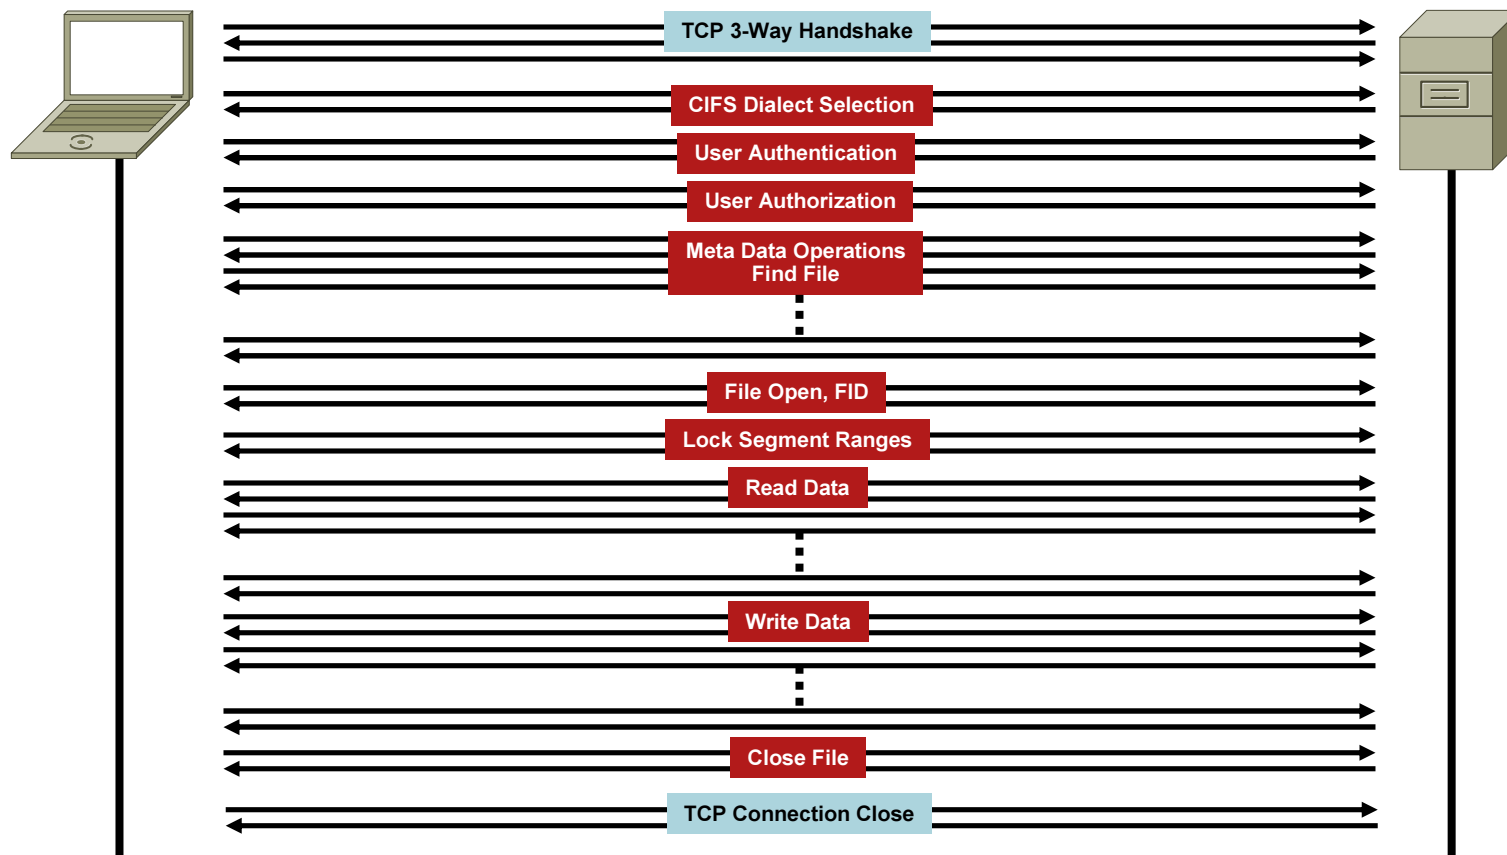 TCP 3-Way Handshake
CIFS Dialect Selection
User Authentication
User Authorization
Meta Data Operations
Find File
File Open, FID
Lock Segment Ranges
Read Data
Write Data
Close File
TCP Connection Close